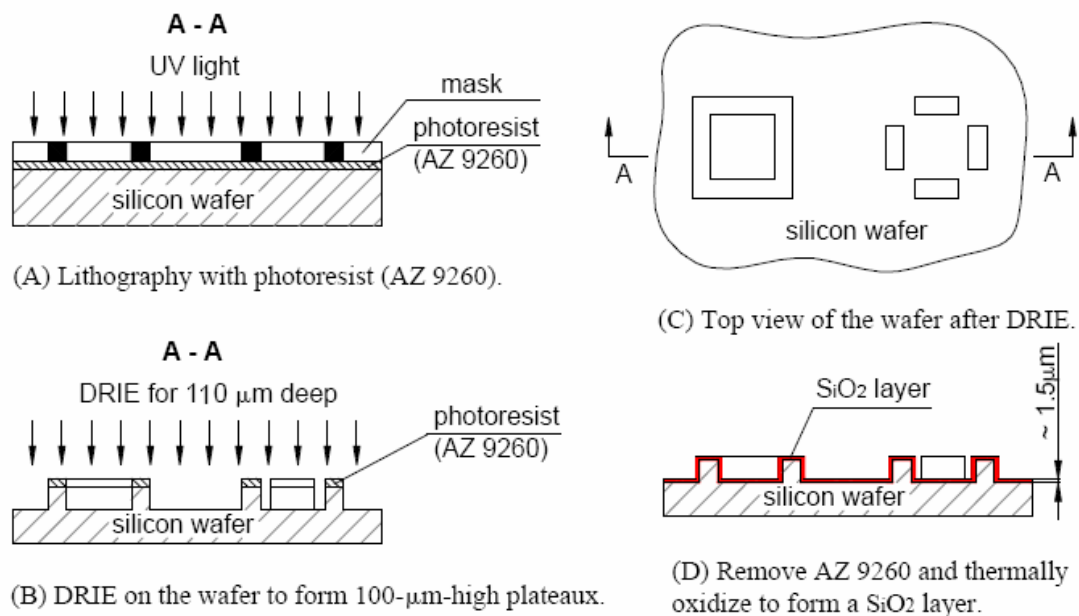 A - A
UV light
mask
photoresist
(AZ 9260)
silicon wafer
(A) Lithography with photoresist (AZ 9260).
A - A
DRIE for 110 μm deep
photoresist
(AZ 9260)
silicon wafer
(B) DRIE on the wafer to form 100-μm-high plateaux.
A
A
silicon wafer
(C) Top view of the wafer after DRIE.
SiO2 layer
~ 1.5μm
silicon wafer
(D) Remove AZ 9260 and thermally
oxidize to form a SiO2 layer.